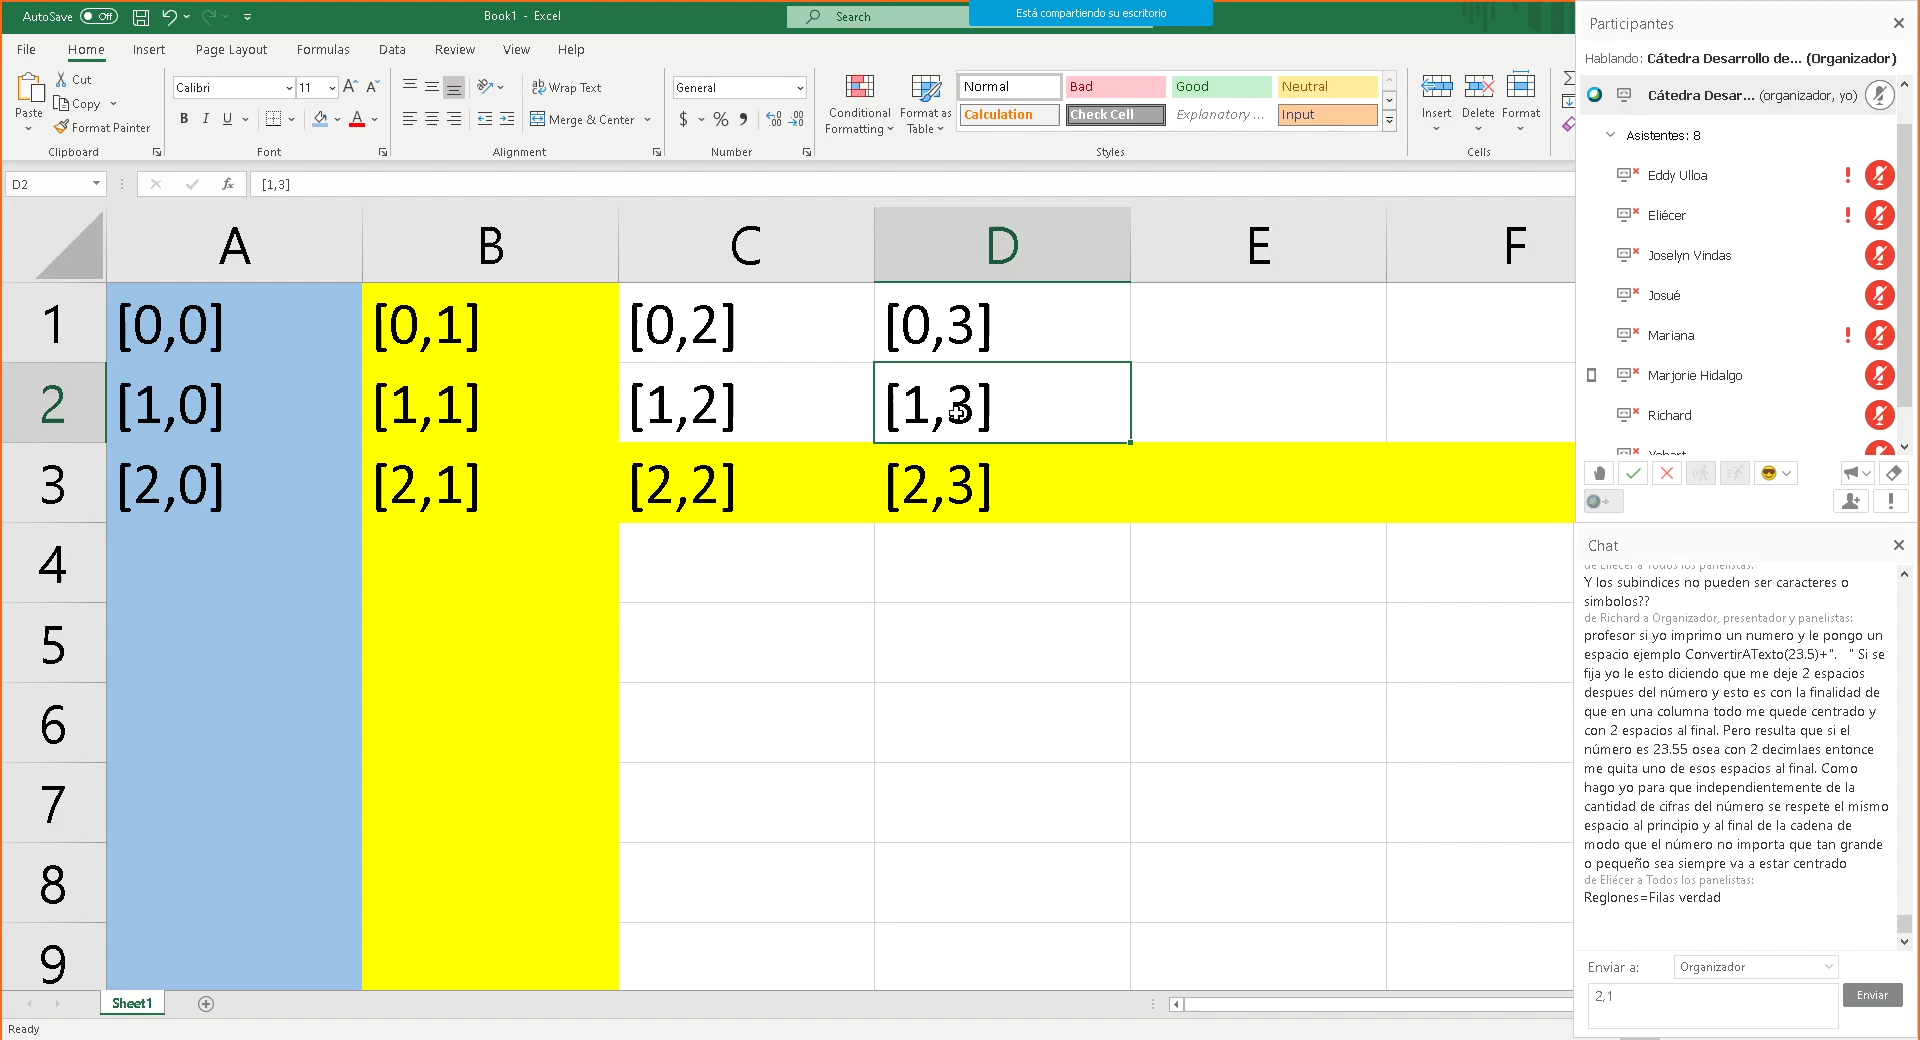 AutoSave Off
Book1 - Excel
Search
Está compartiendo su escritorio
File Home Insert Page Layout Formulas Data Review View Help
Paste
Cut
Copy
Format Painter
Clipboard
Calibri 11
B I U
Font
Wrap Text
Merge & Center
Alignment
General
$ % ,
Number
Conditional Formatting
Format as Table
Normal Bad Good Neutral
Calculation Check Cell Explanatory ... Input
Styles
Insert Delete Format
Cells
D2
fx
[1,3]
A B C D E F
1 [0,0] [0,1] [0,2] [0,3]
2 [1,0] [1,1] [1,2] [1,3]
3 [2,0] [2,1] [2,2] [2,3]
4
5
6
7
8
9
Sheet1
Ready
Participantes
Hablando: Cátedra Desarrollo de... (Organizador)
Cátedra Desar... (organizador, yo)
Asistentes: 8
Eddy Ulloa
Eliécer
Joselyn Vindas
Josué
Mariana
Marjorie Hidalgo
Richard
Chat
de Eliécer a Todos los panelistas:
Y los subindices no pueden ser caracteres o
simbolos??
de Richard a Organizador, presentador y panelistas:
profesor si yo imprimo un numero y le pongo un
espacio ejemplo ConvertirATexto(23.5)+".   " Si se
fija yo le esto diciendo que me deje 2 espacios
despues del número y esto es con la finalidad de
que en una columna todo me quede centrado y
con 2 espacios al final. Pero resulta que si el
número es 23.55 osea con 2 decimlaes entonce
me quita uno de esos espacios al final. Como
hago yo para que independientemente de la
cantidad de cifras del número se respete el mismo
espacio al principio y al final de la cadena de
modo que el número no importa que tan grande
o pequeño sea siempre va a estar centrado
de Eliécer a Todos los panelistas:
Reglones=Filas verdad
Enviar a: Organizador
2,1
Enviar